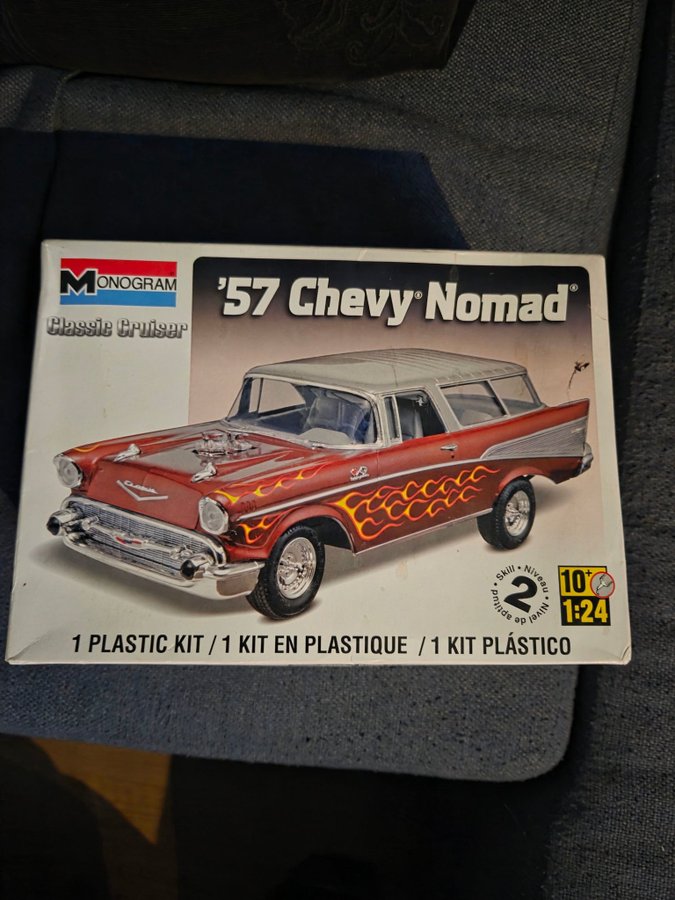 MONOGRAM®
'57 Chevy® Nomad®
Classic Cruiser
Skill • Niveau • Nivel de aptitud •
2
10+
1:24
1 PLASTIC KIT / 1 KIT EN PLASTIQUE / 1 KIT PLÁSTICO